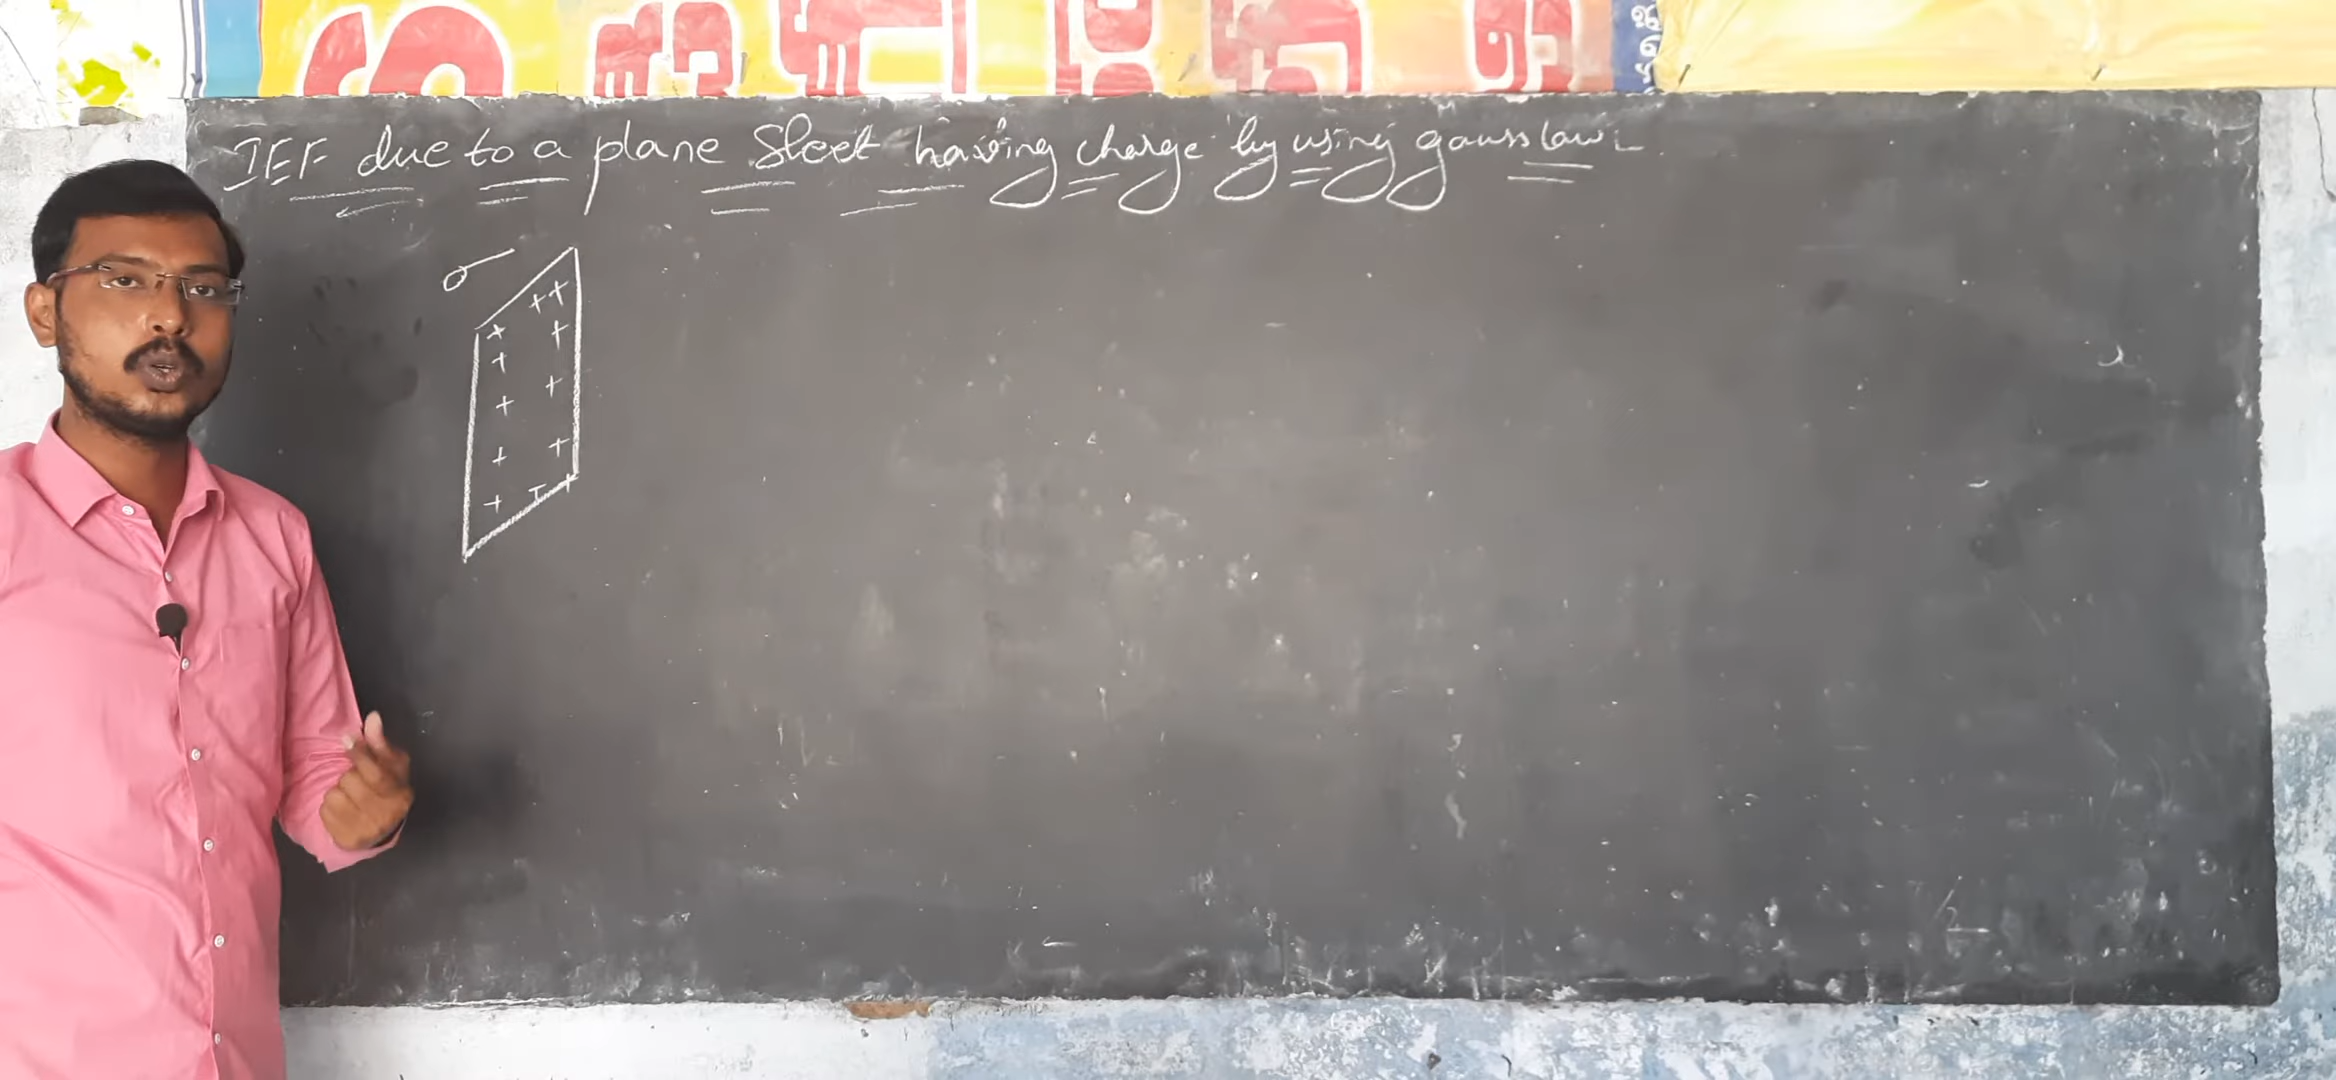 IEF due to a plane Sheet having charge by using gauss law
σ